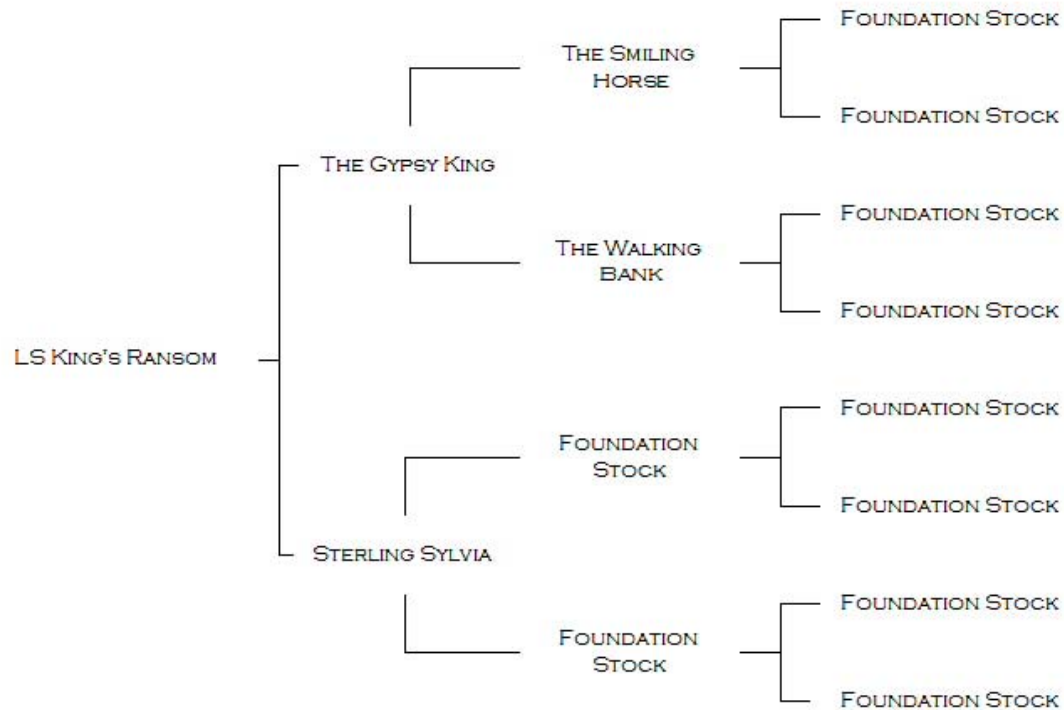 Foundation Stock
The Smiling
Horse
Foundation Stock
The Gypsy King
Foundation Stock
The Walking
Bank
Foundation Stock
LS King's Ransom
Foundation Stock
Foundation
Stock
Foundation Stock
Sterling Sylvia
Foundation Stock
Foundation
Stock
Foundation Stock